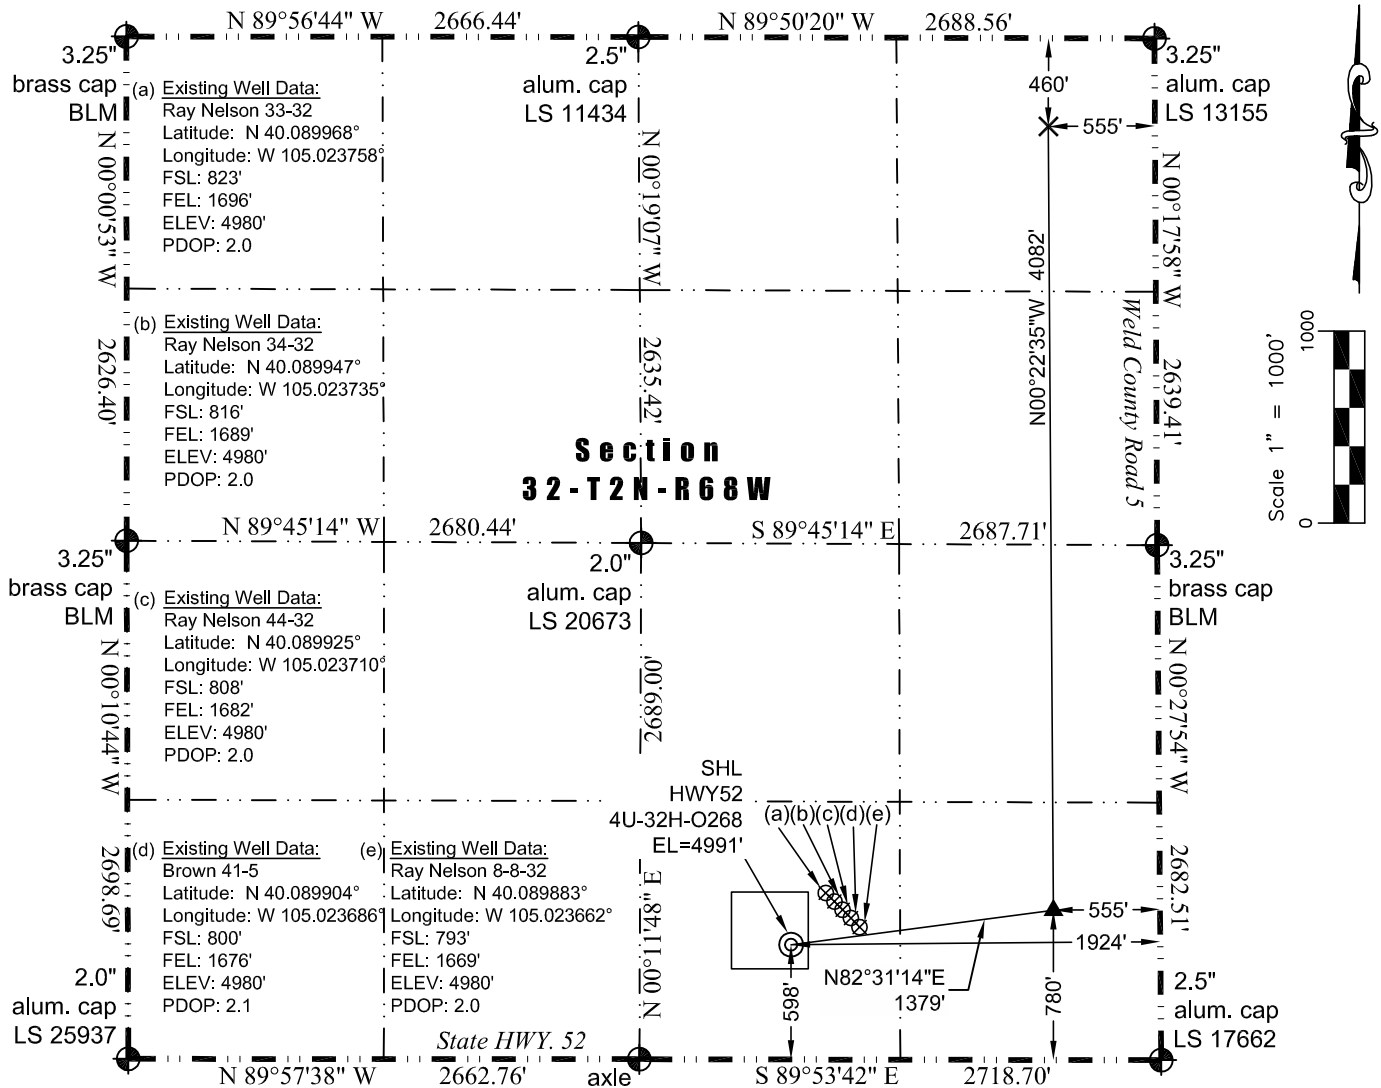 N 89°56'44" W 2666.44' N 89°50'20" W 2688.56'
3.25"
brass cap
BLM
2.5"
alum. cap
LS 11434
3.25"
alum. cap
LS 13155
460'
555'
(a) Existing Well Data:
Ray Nelson 33-32
Latitude: N 40.089968°
Longitude: W 105.023758°
FSL: 823'
FEL: 1696'
ELEV: 4980'
PDOP: 2.0
N 00°00'53" W 2626.40'
N 00°19'07" W 2635.42'
N00°22'35"W 4082'
N 00°17'58" W 2639.41'
Weld County Road 5
Scale 1" = 1000'
0 1000
(b) Existing Well Data:
Ray Nelson 34-32
Latitude: N 40.089947°
Longitude: W 105.023735°
FSL: 816'
FEL: 1689'
ELEV: 4980'
PDOP: 2.0
Section
32-T2N-R68W
N 89°45'14" W 2680.44' S 89°45'14" E 2687.71'
3.25"
brass cap
BLM
2.0"
alum. cap
LS 20673
3.25"
brass cap
BLM
(c) Existing Well Data:
Ray Nelson 44-32
Latitude: N 40.089925°
Longitude: W 105.023710°
FSL: 808'
FEL: 1682'
ELEV: 4980'
PDOP: 2.0
N 00°10'44" W 2698.69'
N 00°11'48" E 2689.00'
N 00°27'54" W 2682.51'
SHL
HWY52
4U-32H-O268
EL=4991'
(a)(b)(c)(d)(e)
(d) Existing Well Data:
Brown 41-5
Latitude: N 40.089904°
Longitude: W 105.023686°
FSL: 800'
FEL: 1676'
ELEV: 4980'
PDOP: 2.1
(e) Existing Well Data:
Ray Nelson 8-8-32
Latitude: N 40.089883°
Longitude: W 105.023662°
FSL: 793'
FEL: 1669'
ELEV: 4980'
PDOP: 2.0
555'
1924'
N82°31'14"E
1379'
598'
780'
2.0"
alum. cap
LS 25937
2.5"
alum. cap
LS 17662
State HWY. 52
axle
N 89°57'38" W 2662.76' S 89°53'42" E 2718.70'